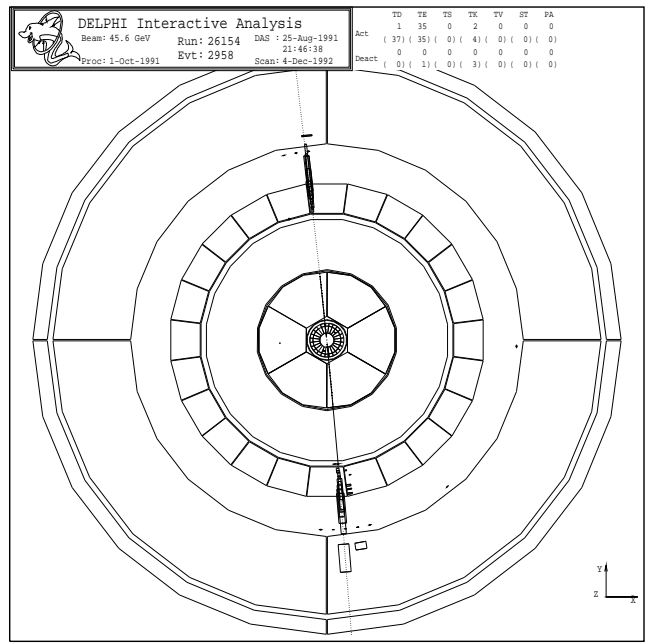 DELPHI Interactive Analysis
Beam: 45.6 GeV Run: 26154 DAS : 25-Aug-1991
21:46:38
Proc: 1-Oct-1991 Evt: 2958 Scan: 4-Dec-1992
TD TE TS TK TV ST PA
Act 1 35 0 2 0 0 0
( 37) ( 35) ( 0) ( 4) ( 0) ( 0) ( 0)
Deact 0 0 0 0 0 0 0
( 0) ( 1) ( 0) ( 3) ( 0) ( 0) ( 0)
Y
Z X